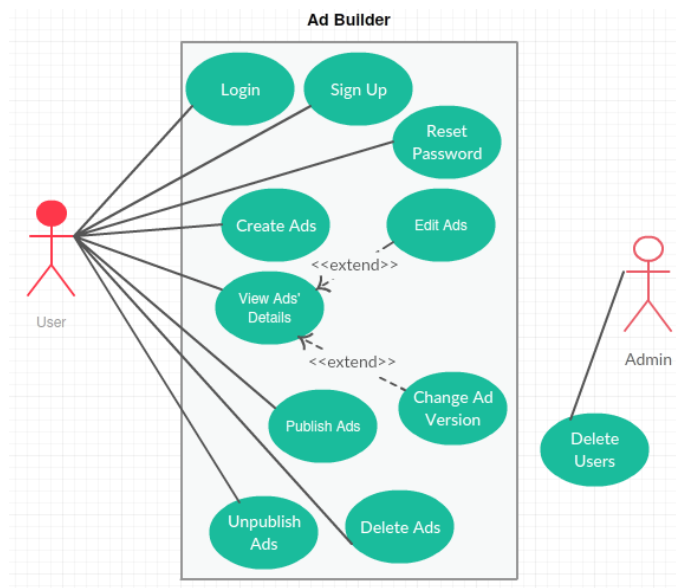 Ad Builder
Login
Sign Up
Reset
Password
Create Ads
Edit Ads
<<extend>>
View Ads'
Details
User
<<extend>>
Admin
Change Ad
Version
Publish Ads
Delete
Users
Unpublish
Ads
Delete Ads